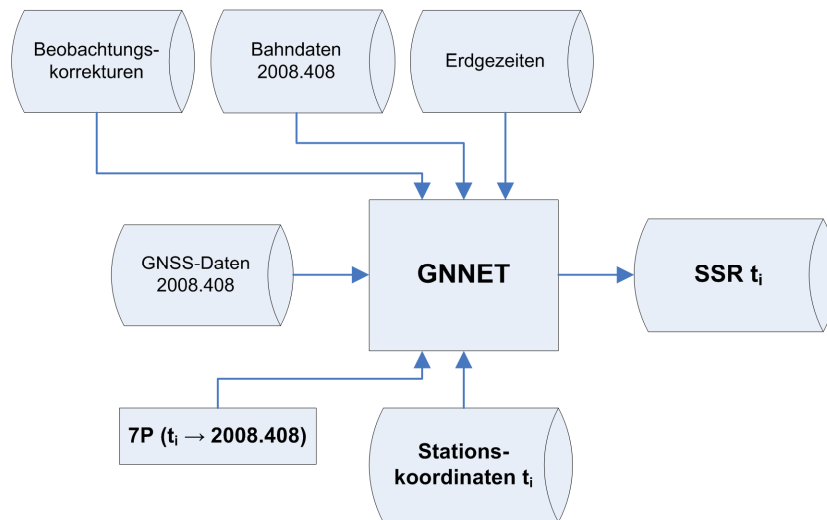 Beobachtungs-
korrekturen
Bahndaten
2008.408
Erdgezeiten
GNSS-Daten
2008.408
GNNET
SSR tᵢ
7P (tᵢ → 2008.408)
Stations-
koordinaten tᵢ